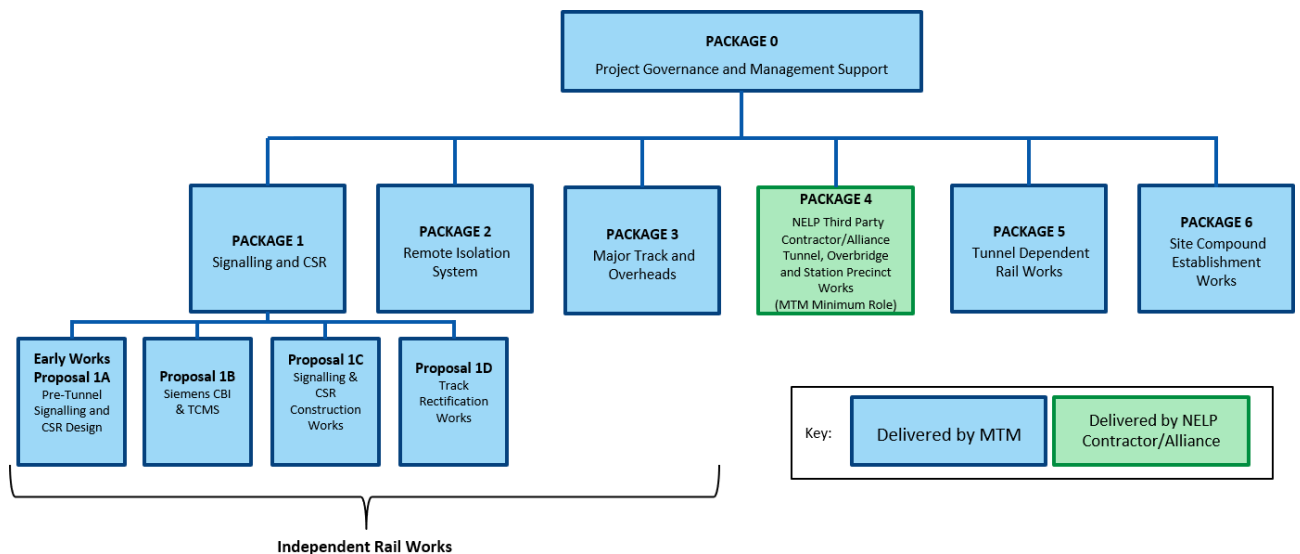 PACKAGE 0
Project Governance and Management Support
PACKAGE 1
Signalling and CSR
PACKAGE 2
Remote Isolation
System
PACKAGE 3
Major Track and
Overheads
PACKAGE 4
NELP Third Party
Contractor/Alliance
Tunnel, Overbridge
and Station Precinct
Works
(MTM Minimum Role)
PACKAGE 5
Tunnel Dependent
Rail Works
PACKAGE 6
Site Compound
Establishment
Works
Early Works
Proposal 1A
Pre-Tunnel
Signalling and
CSR Design
Proposal 1B
Siemens CBI
& TCMS
Proposal 1C
Signalling &
CSR
Construction
Works
Proposal 1D
Track
Rectification
Works
Key:
Delivered by MTM
Delivered by NELP
Contractor/Alliance
Independent Rail Works